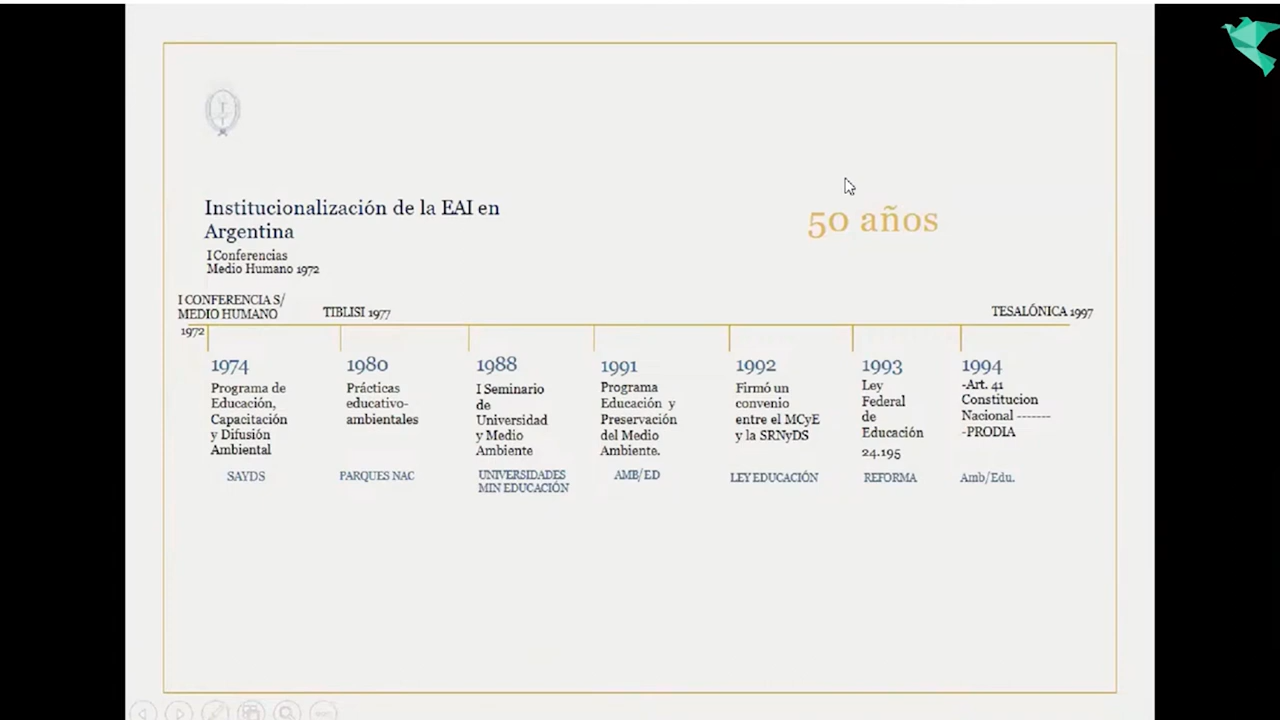 Institucionalización de la EAI en
Argentina
50 años
I Conferencias
Medio Humano 1972
I CONFERENCIA S/
MEDIO HUMANO
1972
TIBLISI 1977
TESALÓNICA 1997
1974
Programa de
Educación,
Capacitación
y Difusión
Ambiental
SAYDS
1980
Prácticas
educativo-
ambientales
PARQUES NAC
1988
I Seminario
de
Universidad
y Medio
Ambiente
UNIVERSIDADES
MIN EDUCACIÓN
1991
Programa
Educación y
Preservación
del Medio
Ambiente.
AMB/ED
1992
Firmó un
convenio
entre el MCyE
y la SRNyDS
LEY EDUCACIÓN
1993
Ley
Federal
de
Educación
24.195
REFORMA
1994
-Art. 41
Constitucion
Nacional -------
-PRODIA
Amb/Edu.